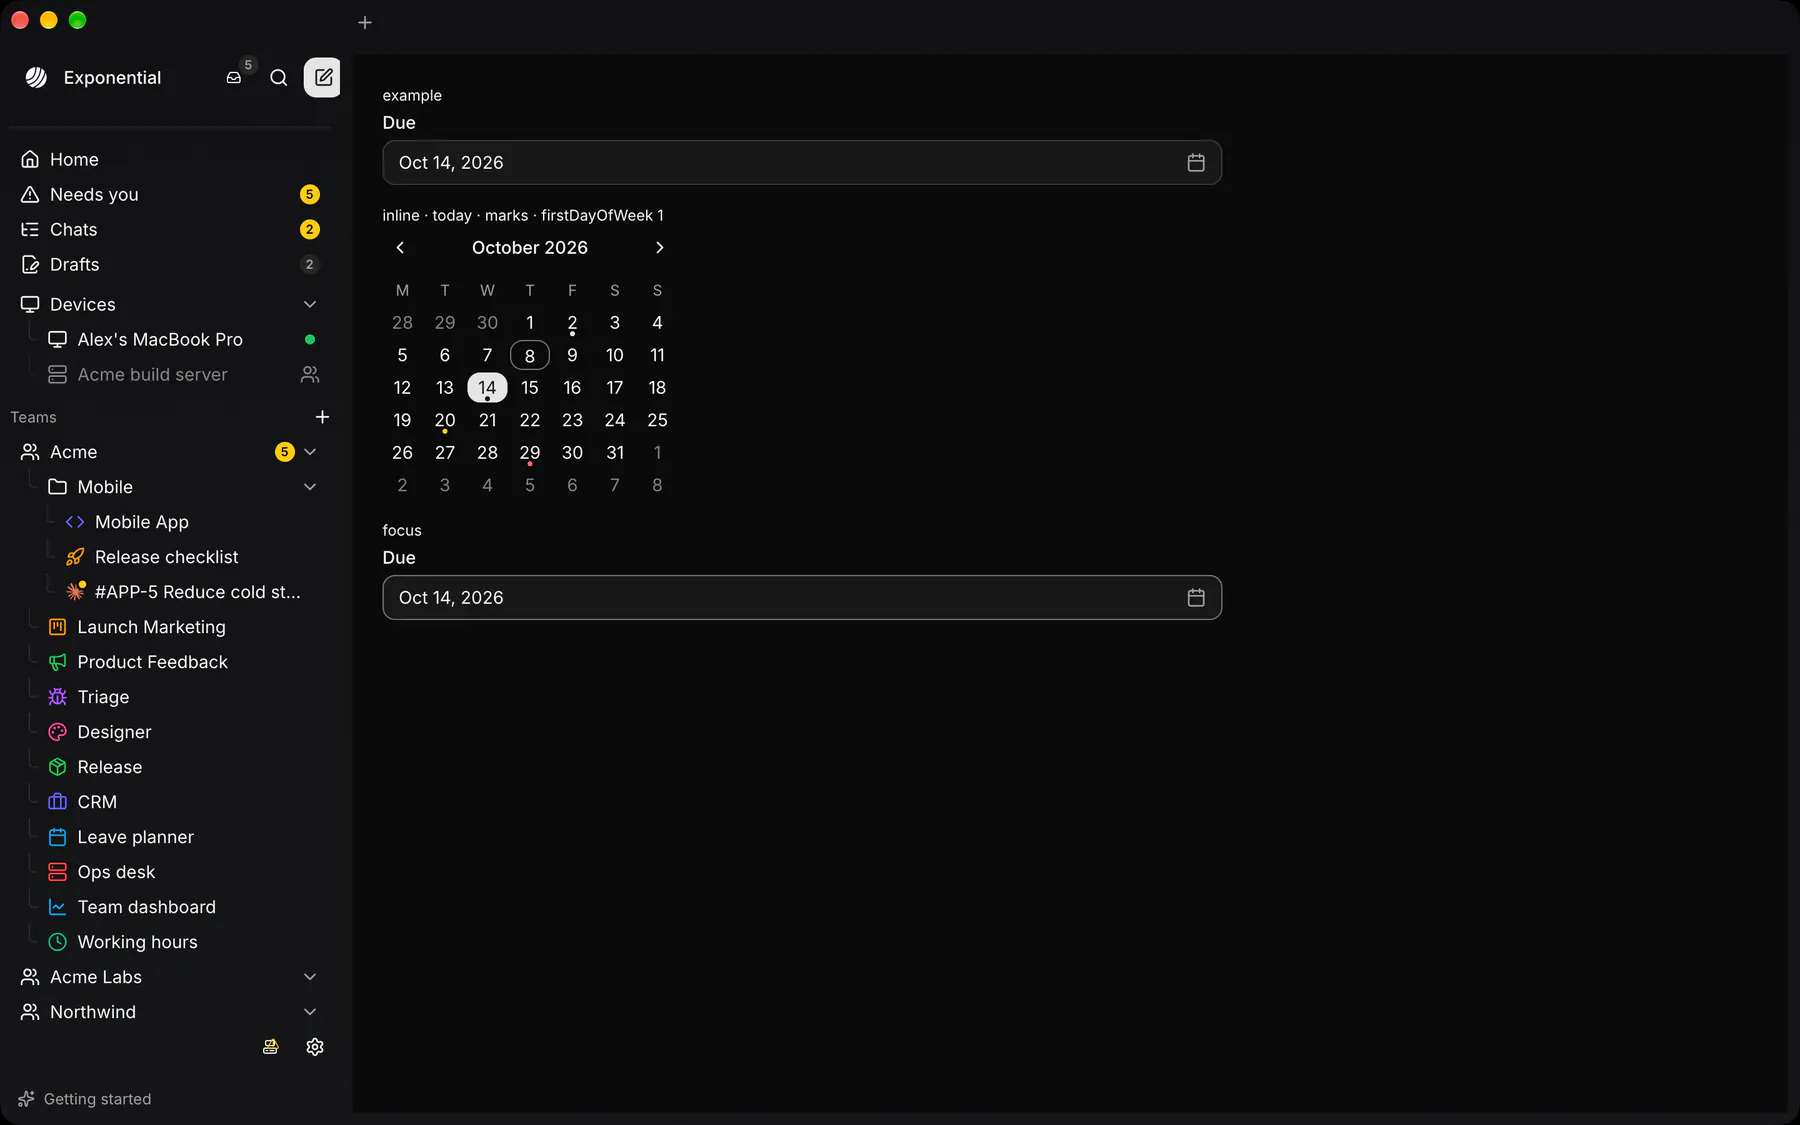 Exponential
5
Home
Needs you
5
Chats
2
Drafts
2
Devices
Alex's MacBook Pro
Acme build server
Teams
Acme
5
Mobile
Mobile App
Release checklist
#APP-5 Reduce cold st...
Launch Marketing
Product Feedback
Triage
Designer
Release
CRM
Leave planner
Ops desk
Team dashboard
Working hours
Acme Labs
Northwind
Getting started
example
Due
Oct 14, 2026
inline · today · marks · firstDayOfWeek 1
October 2026
M T W T F S S
28 29 30 1 2 3 4
5 6 7 8 9 10 11
12 13 14 15 16 17 18
19 20 21 22 23 24 25
26 27 28 29 30 31 1
2 3 4 5 6 7 8
focus
Due
Oct 14, 2026